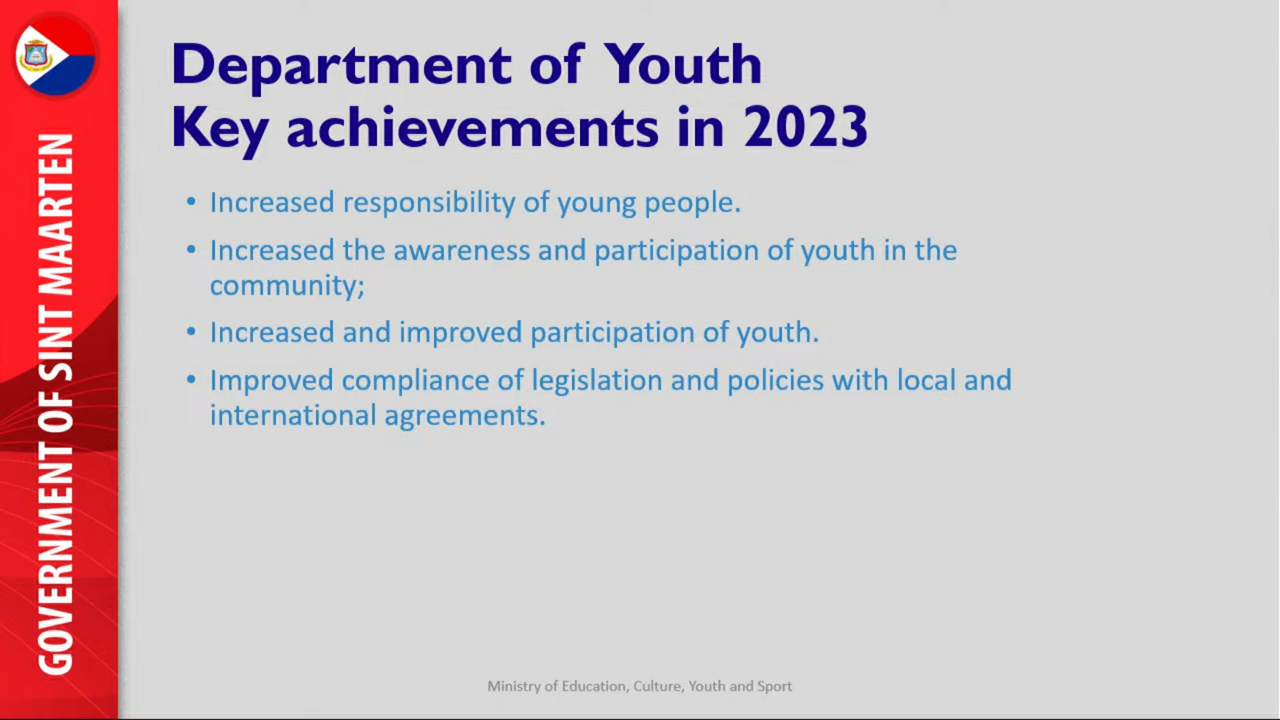 GOVERNMENT OF SINT MAARTEN
Department of Youth
Key achievements in 2023
• Increased responsibility of young people.
• Increased the awareness and participation of youth in the
community;
• Increased and improved participation of youth.
• Improved compliance of legislation and policies with local and
international agreements.
Ministry of Education, Culture, Youth and Sport